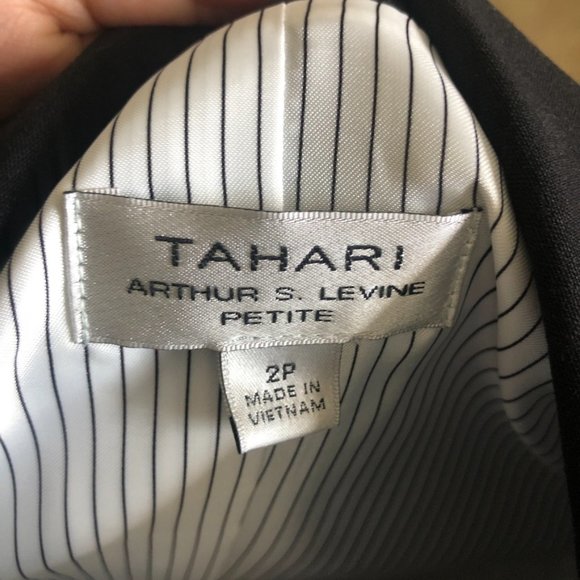 TAHARI
ARTHUR S. LEVINE
PETITE
2P
MADE IN
VIETNAM